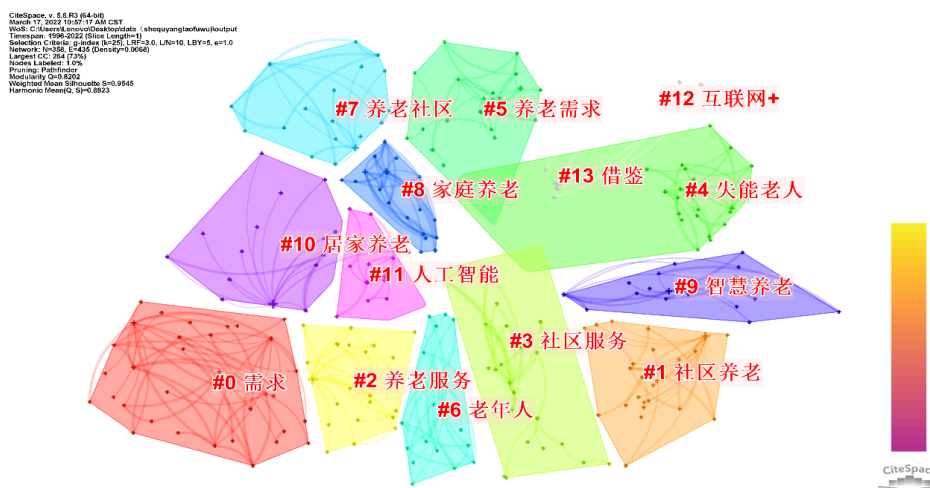 CiteSpace, v. 5.8.R3 (64-bit)
March 17, 2022 10:57:17 AM CST
WoS: C:\Users\Lenovo\Desktop\data（shequyanglaofuwu)\output
Timespan: 1996-2022 (Slice Length=1)
Selection Criteria: g-index (k=25), LRF=3.0, L/N=10, LBY=5, e=1.0
Network: N=358, E=435 (Density=0.0068)
Largest CC: 264 (73%)
Nodes Labeled: 1.0%
Pruning: Pathfinder
Modularity Q=0.8202
Weighted Mean Silhouette S=0.9545
Harmonic Mean(Q, S)=0.8823
#7 养老社区
#5 养老需求
#12 互联网+
#8 家庭养老
#13 借鉴
#4 失能老人
#10 居家养老
#11 人工智能
#9 智慧养老
#3 社区服务
#0 需求
#2 养老服务
#1 社区养老
#6 老年人
CiteSpac